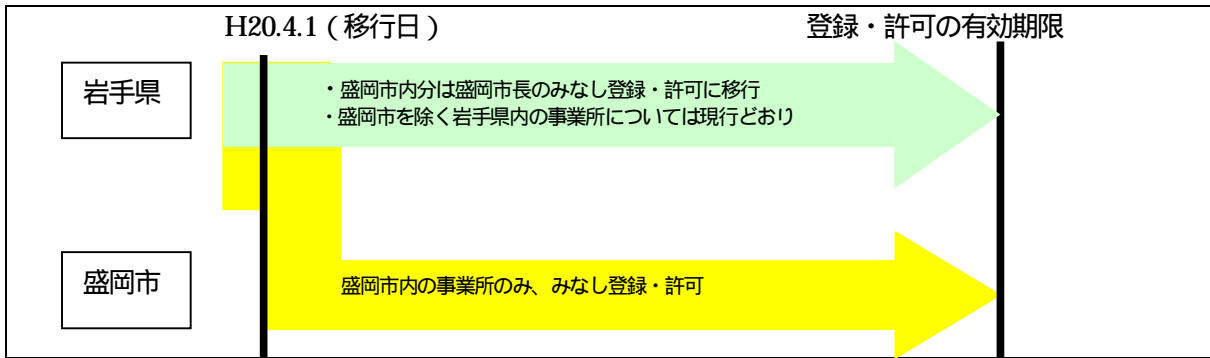 H20.4.1（移行日）
登録・許可の有効期限
岩手県
・盛岡市内分は盛岡市長のみなし登録・許可に移行
・盛岡市を除く岩手県内の事業所については現行どおり
盛岡市
盛岡市内の事業所のみ、みなし登録・許可